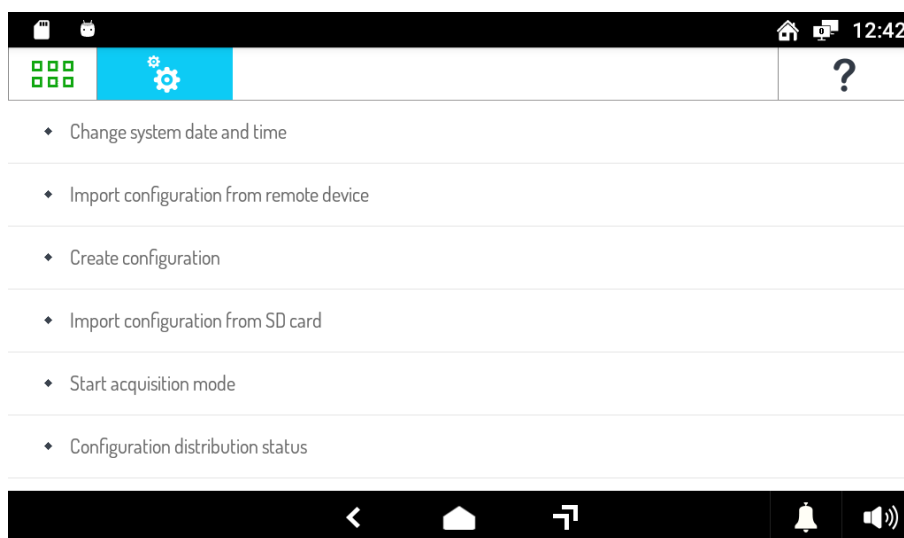 12:42
?
Change system date and time
Import configuration from remote device
Create configuration
Import configuration from SD card
Start acquisition mode
Configuration distribution status